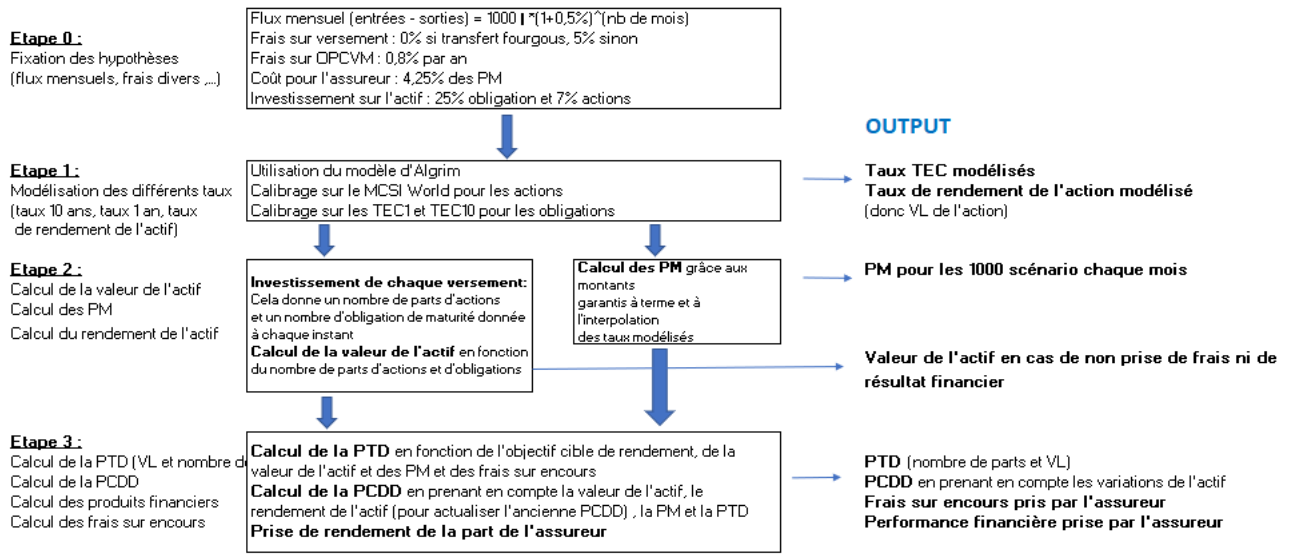 Etape 0 :
Fixation des hypothèses
(flux mensuels, frais divers ,...)
Flux mensuel (entrées - sorties) = 1000 | *(1+0,5%)^(nb de mois)
Frais sur versement : 0% si transfert fourgous, 5% sinon
Frais sur OPCVM : 0,8% par an
Coût pour l'assureur : 4,25% des PM
Investissement sur l'actif : 25% obligation et 7% actions
OUTPUT
Etape 1 :
Modélisation des différents taux
(taux 10 ans, taux 1 an, taux
de rendement de l'actif)
Utilisation du modèle d'Algrim
Calibrage sur le MCSI World pour les actions
Calibrage sur les TEC1 et TEC10 pour les obligations
Taux TEC modélisés
Taux de rendement de l'action modélisé
(donc VL de l'action)
Etape 2 :
Calcul de la valeur de l'actif
Calcul des PM
Calcul du rendement de l'actif
Investissement de chaque versement:
Cela donne un nombre de parts d'actions
et un nombre d'obligation de maturité donnée
à chaque instant
Calcul de la valeur de l'actif en fonction
du nombre de parts d'actions et d'obligations
Calcul des PM grâce aux
montants
garantis à terme et à
l'interpolation
des taux modélisés
PM pour les 1000 scénario chaque mois
Valeur de l'actif en cas de non prise de frais ni de
résultat financier
Etape 3 :
Calcul de la PTD (VL et nombre d
Calcul de la PCDD
Calcul des produits financiers
Calcul des frais sur encours
Calcul de la PTD en fonction de l'objectif cible de rendement, de la
valeur de l'actif et des PM et des frais sur encours
Calcul de la PCDD en prenant en compte la valeur de l'actif, le
rendement de l'actif (pour actualiser l'ancienne PCDD) , la PM et la PTD
Prise de rendement de la part de l'assureur
PTD (nombre de parts et VL)
PCDD en prenant en compte les variations de l'actif
Frais sur encours pris par l'assureur
Performance financière prise par l'assureur